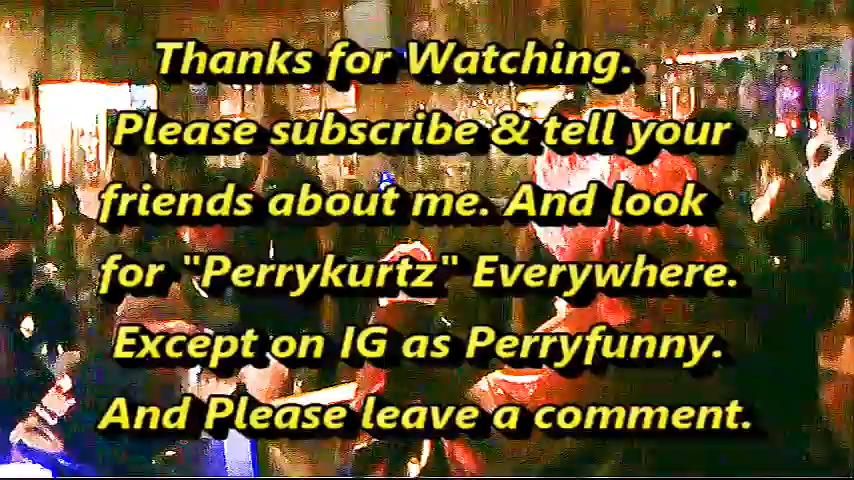 Thanks for Watching.
Please subscribe & tell your
friends about me. And look
for "Perrykurtz" Everywhere.
Except on IG as Perryfunny.
And Please leave a comment.